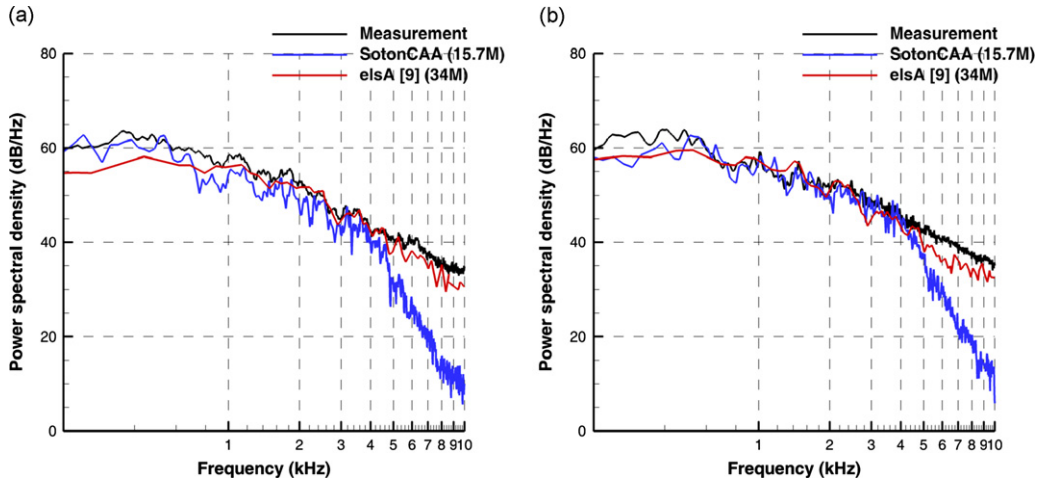 (a)
Measurement
SotonCAA (15.7M)
elsA [9] (34M)
80
60
40
20
0
Power spectral density (dB/Hz)
1 2 3 4 5 6 7 8 9 10
Frequency (kHz)
(b)
Measurement
SotonCAA (15.7M)
elsA [9] (34M)
80
60
40
20
0
Power spectral density (dB/Hz)
1 2 3 4 5 6 7 8 9 10
Frequency (kHz)